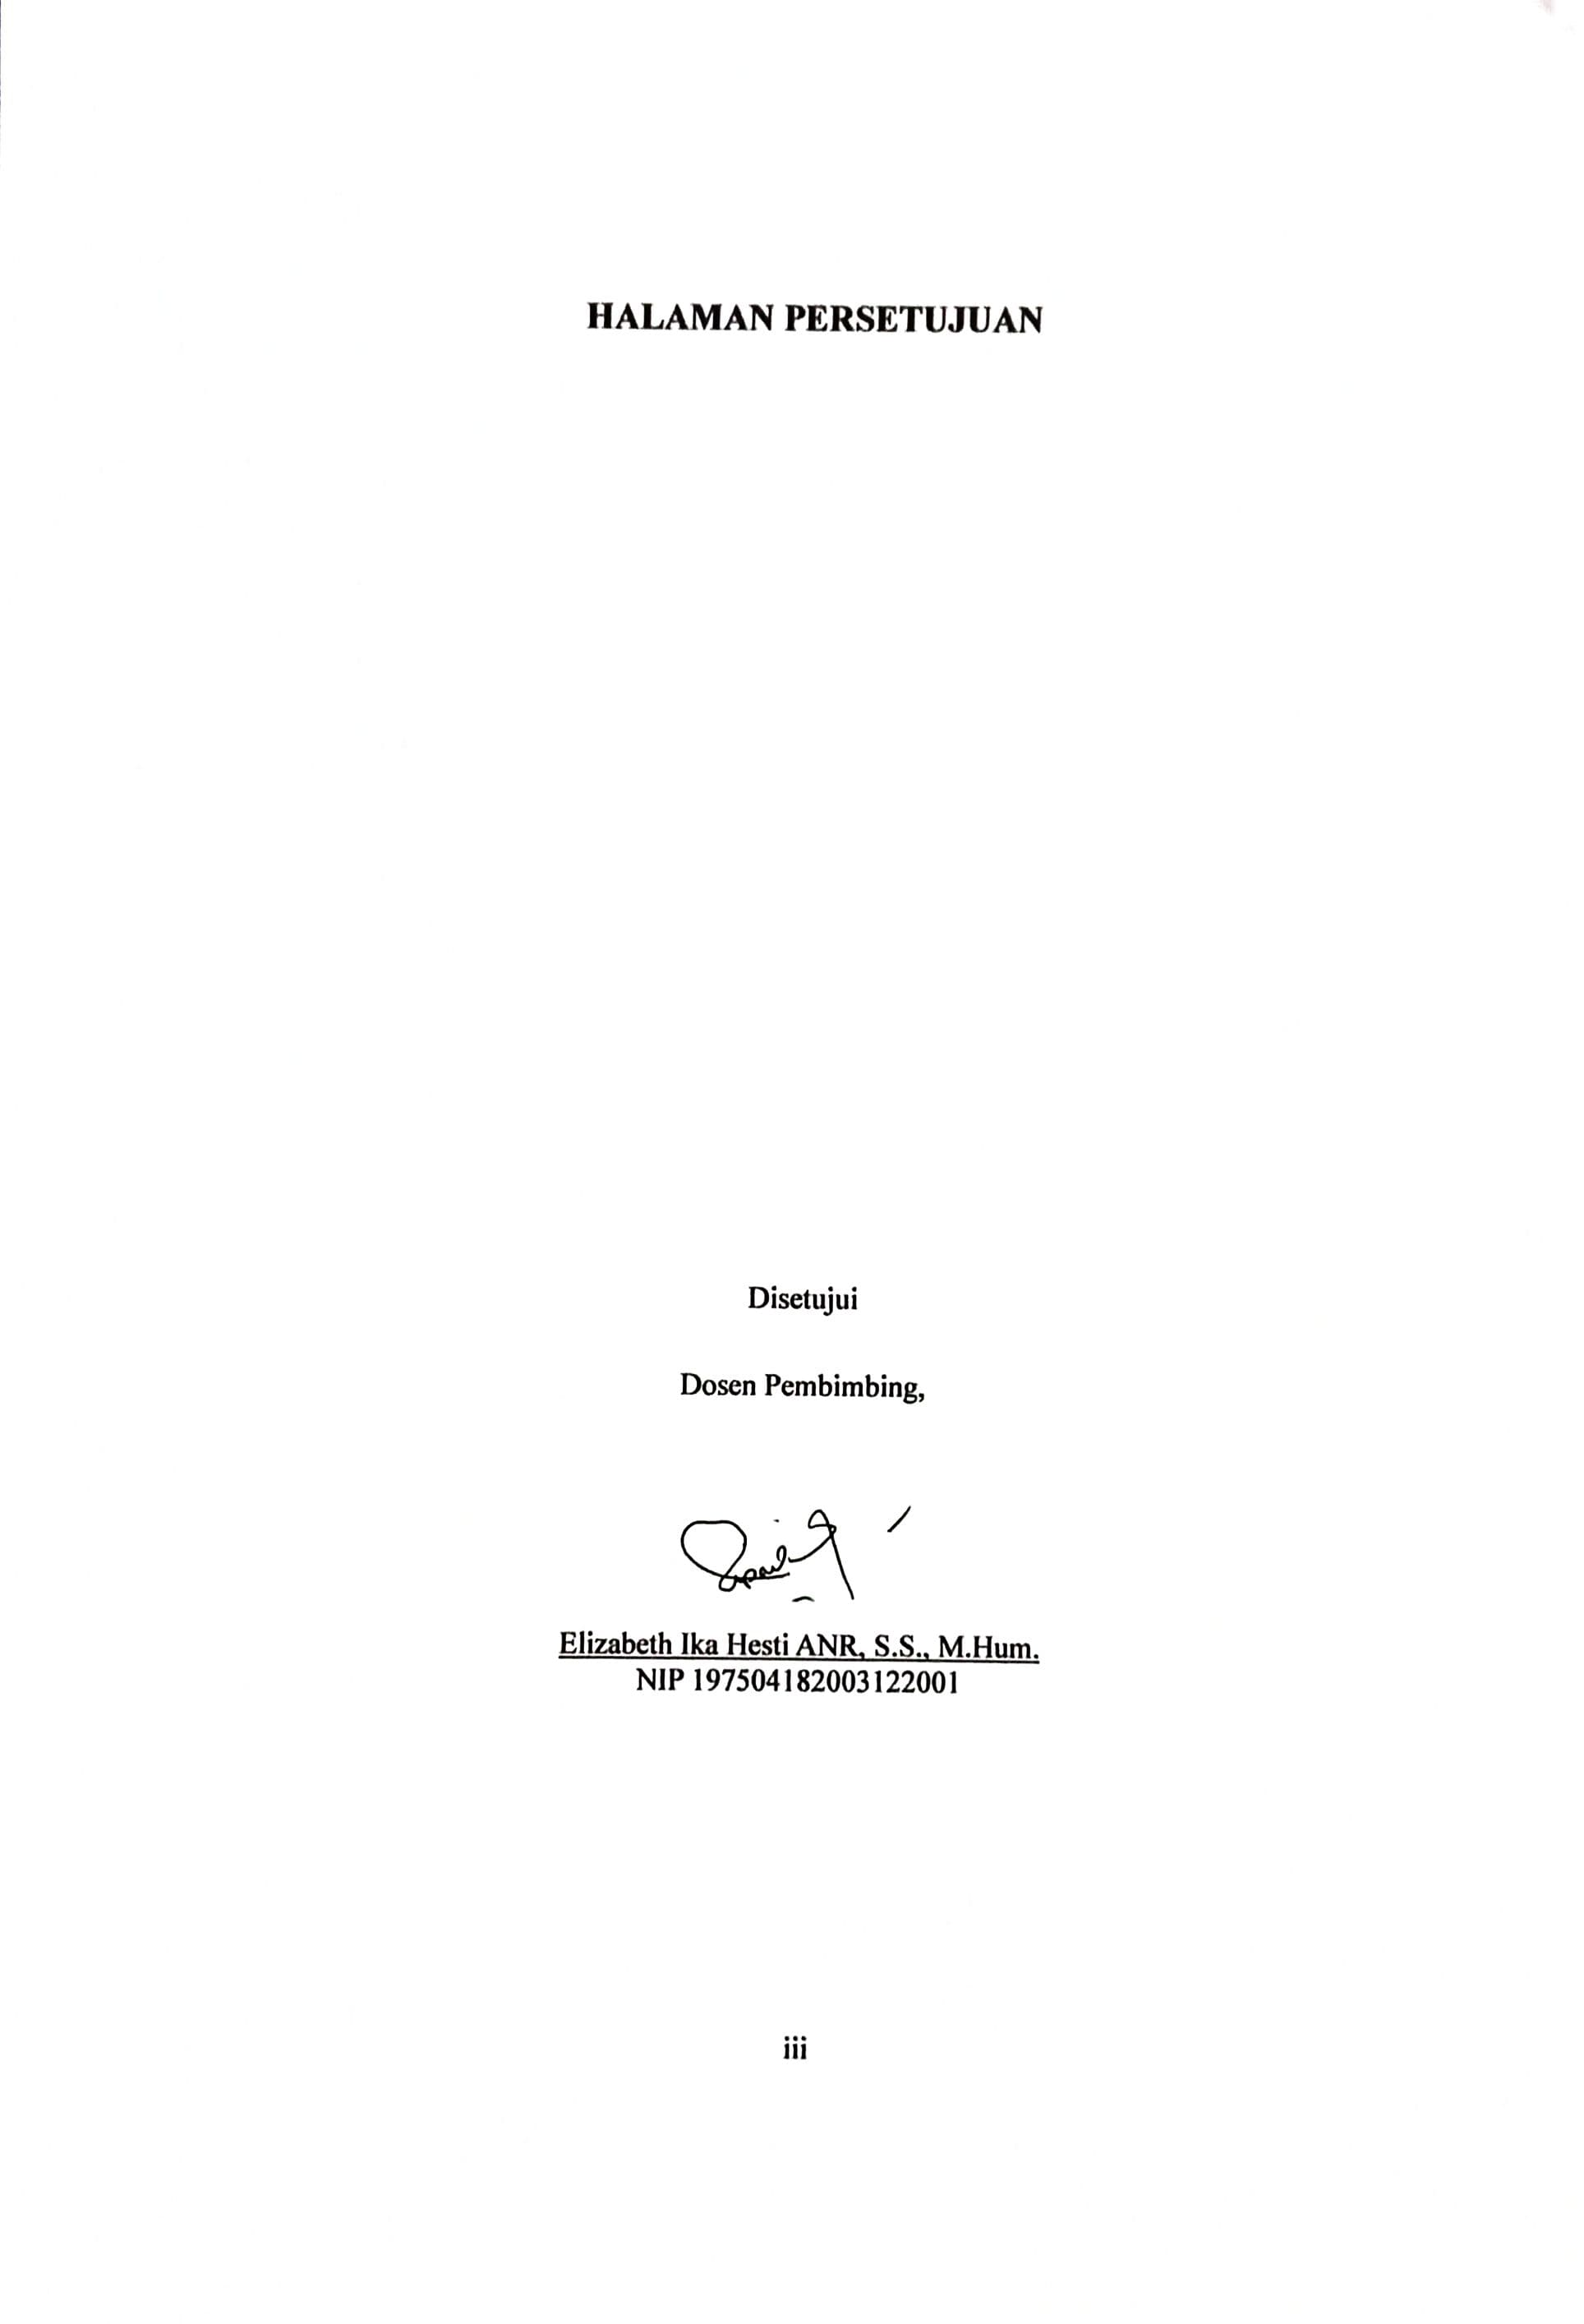 HALAMAN PERSETUJUAN
Disetujui
Dosen Pembimbing,
Elizabeth Ika Hesti ANR, S.S., M.Hum.
NIP 197504182003122001
iii